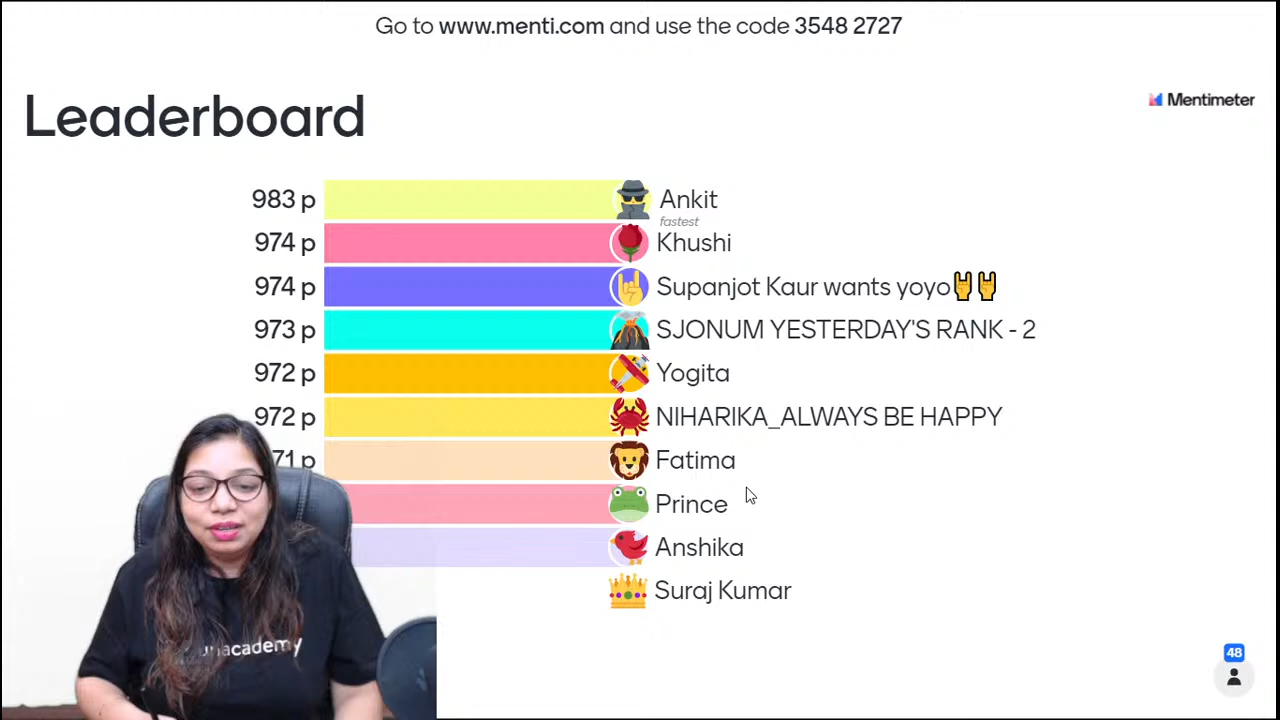 Go to www.menti.com and use the code 3548 2727
Leaderboard
Mentimeter
983 p Ankit
fastest
974 p Khushi
974 p Supanjot Kaur wants yoyo🤘🤘
973 p SJONUM YESTERDAY'S RANK - 2
972 p Yogita
972 p NIHARIKA_ALWAYS BE HAPPY
71 p Fatima
Prince
Anshika
Suraj Kumar
unacademy
48